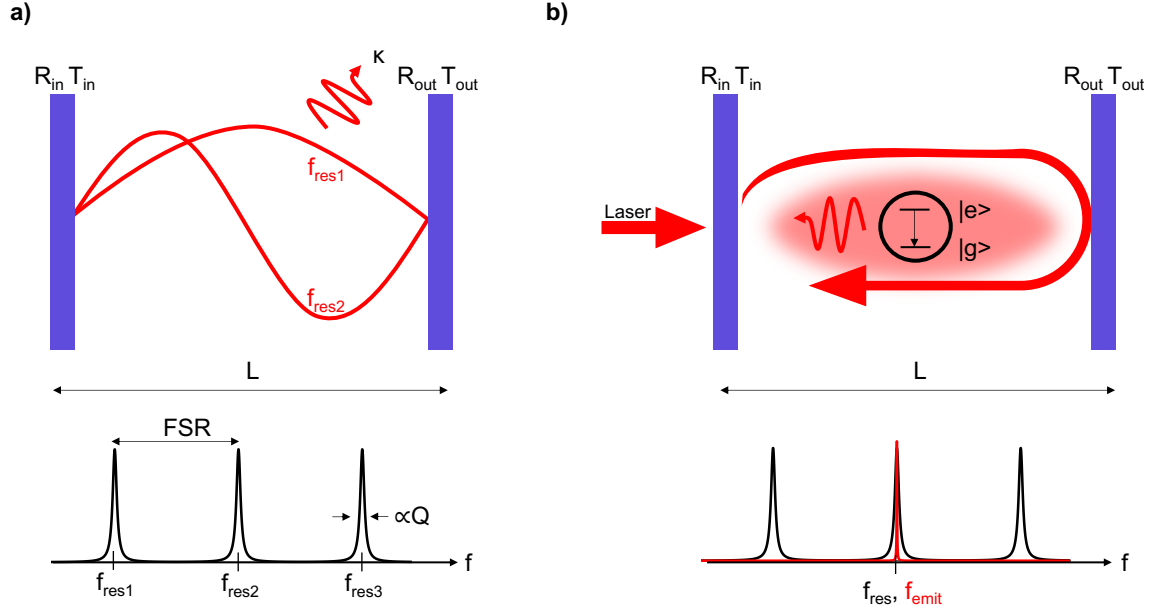 a)
R_in T_in
κ
R_out T_out
f_res1
f_res2
L
FSR
∝Q
f
f_res1
f_res2
f_res3
b)
R_in T_in
R_out T_out
Laser
|e>
|g>
L
f
f_res, f_emit